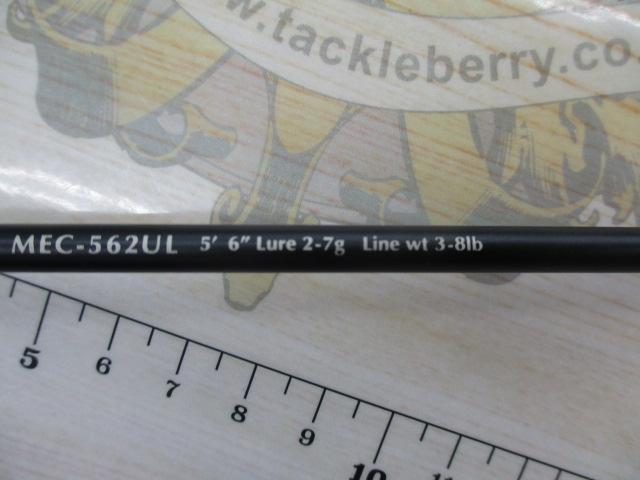 w.tackleberry.co.
MEC-562UL 5' 6" Lure 2-7g Line wt 3-8lb
5 6 7 8 9 10 11